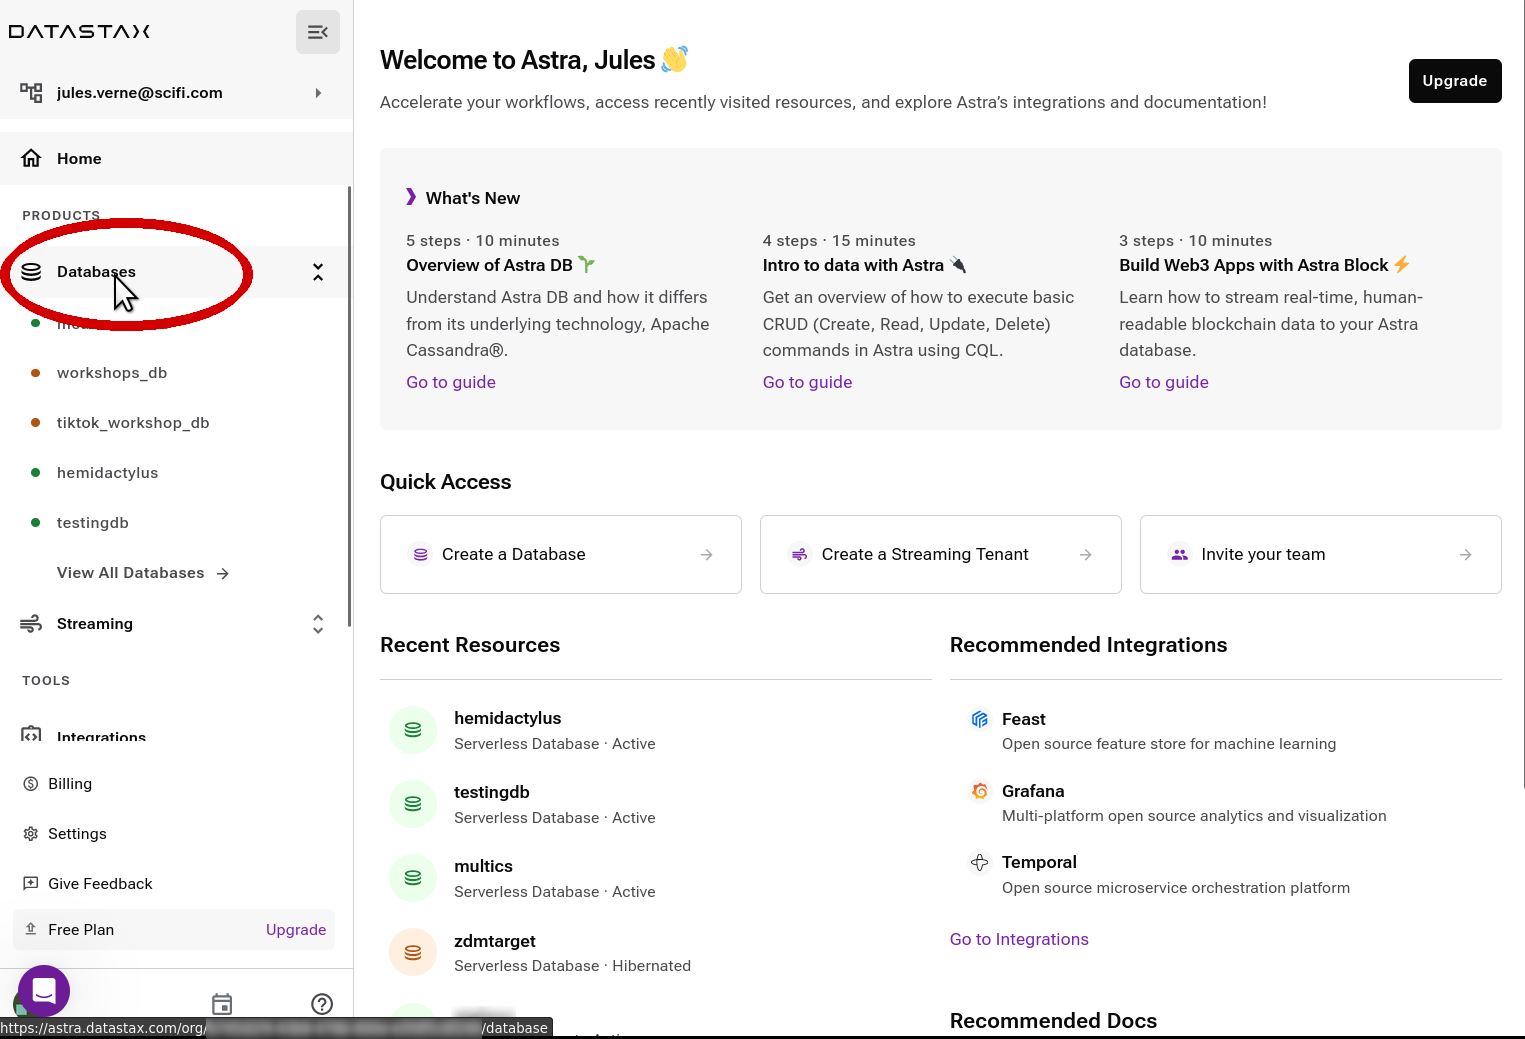 DATASTAX
jules.verne@scifi.com
Home
PRODUCTS
Databases
workshops_db
tiktok_workshop_db
hemidactylus
testingdb
View All Databases
Streaming
TOOLS
Integrations
Billing
Settings
Give Feedback
Free Plan
Upgrade
https://astra.datastax.com/org/
/database
Welcome to Astra, Jules
Accelerate your workflows, access recently visited resources, and explore Astra’s integrations and documentation!
Upgrade
What's New
5 steps · 10 minutes
Overview of Astra DB
Understand Astra DB and how it differs
from its underlying technology, Apache
Cassandra®.
Go to guide
4 steps · 15 minutes
Intro to data with Astra
Get an overview of how to execute basic
CRUD (Create, Read, Update, Delete)
commands in Astra using CQL.
Go to guide
3 steps · 10 minutes
Build Web3 Apps with Astra Block
Learn how to stream real-time, human-
readable blockchain data to your Astra
database.
Go to guide
Quick Access
Create a Database
Create a Streaming Tenant
Invite your team
Recent Resources
hemidactylus
Serverless Database · Active
testingdb
Serverless Database · Active
multics
Serverless Database · Active
zdmtarget
Serverless Database · Hibernated
Recommended Integrations
Feast
Open source feature store for machine learning
Grafana
Multi-platform open source analytics and visualization
Temporal
Open source microservice orchestration platform
Go to Integrations
Recommended Docs